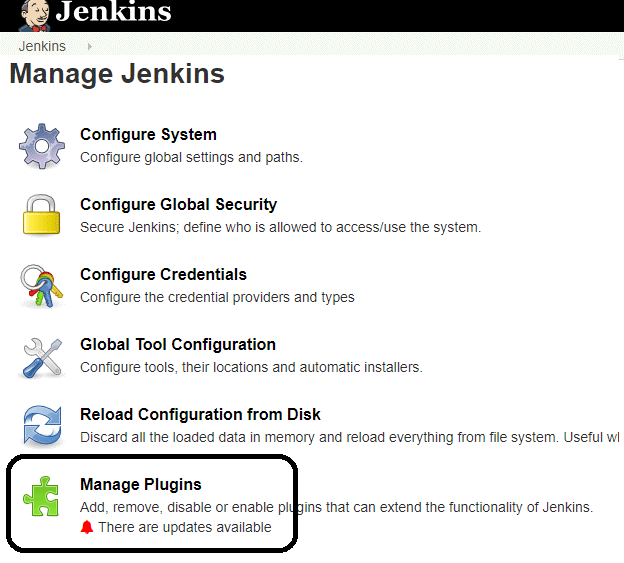 Jenkins
Jenkins
Manage Jenkins
Configure System
Configure global settings and paths.
Configure Global Security
Secure Jenkins; define who is allowed to access/use the system.
Configure Credentials
Configure the credential providers and types
Global Tool Configuration
Configure tools, their locations and automatic installers.
Reload Configuration from Disk
Discard all the loaded data in memory and reload everything from file system. Useful
Manage Plugins
Add, remove, disable or enable plugins that can extend the functionality of Jenkins.
There are updates available